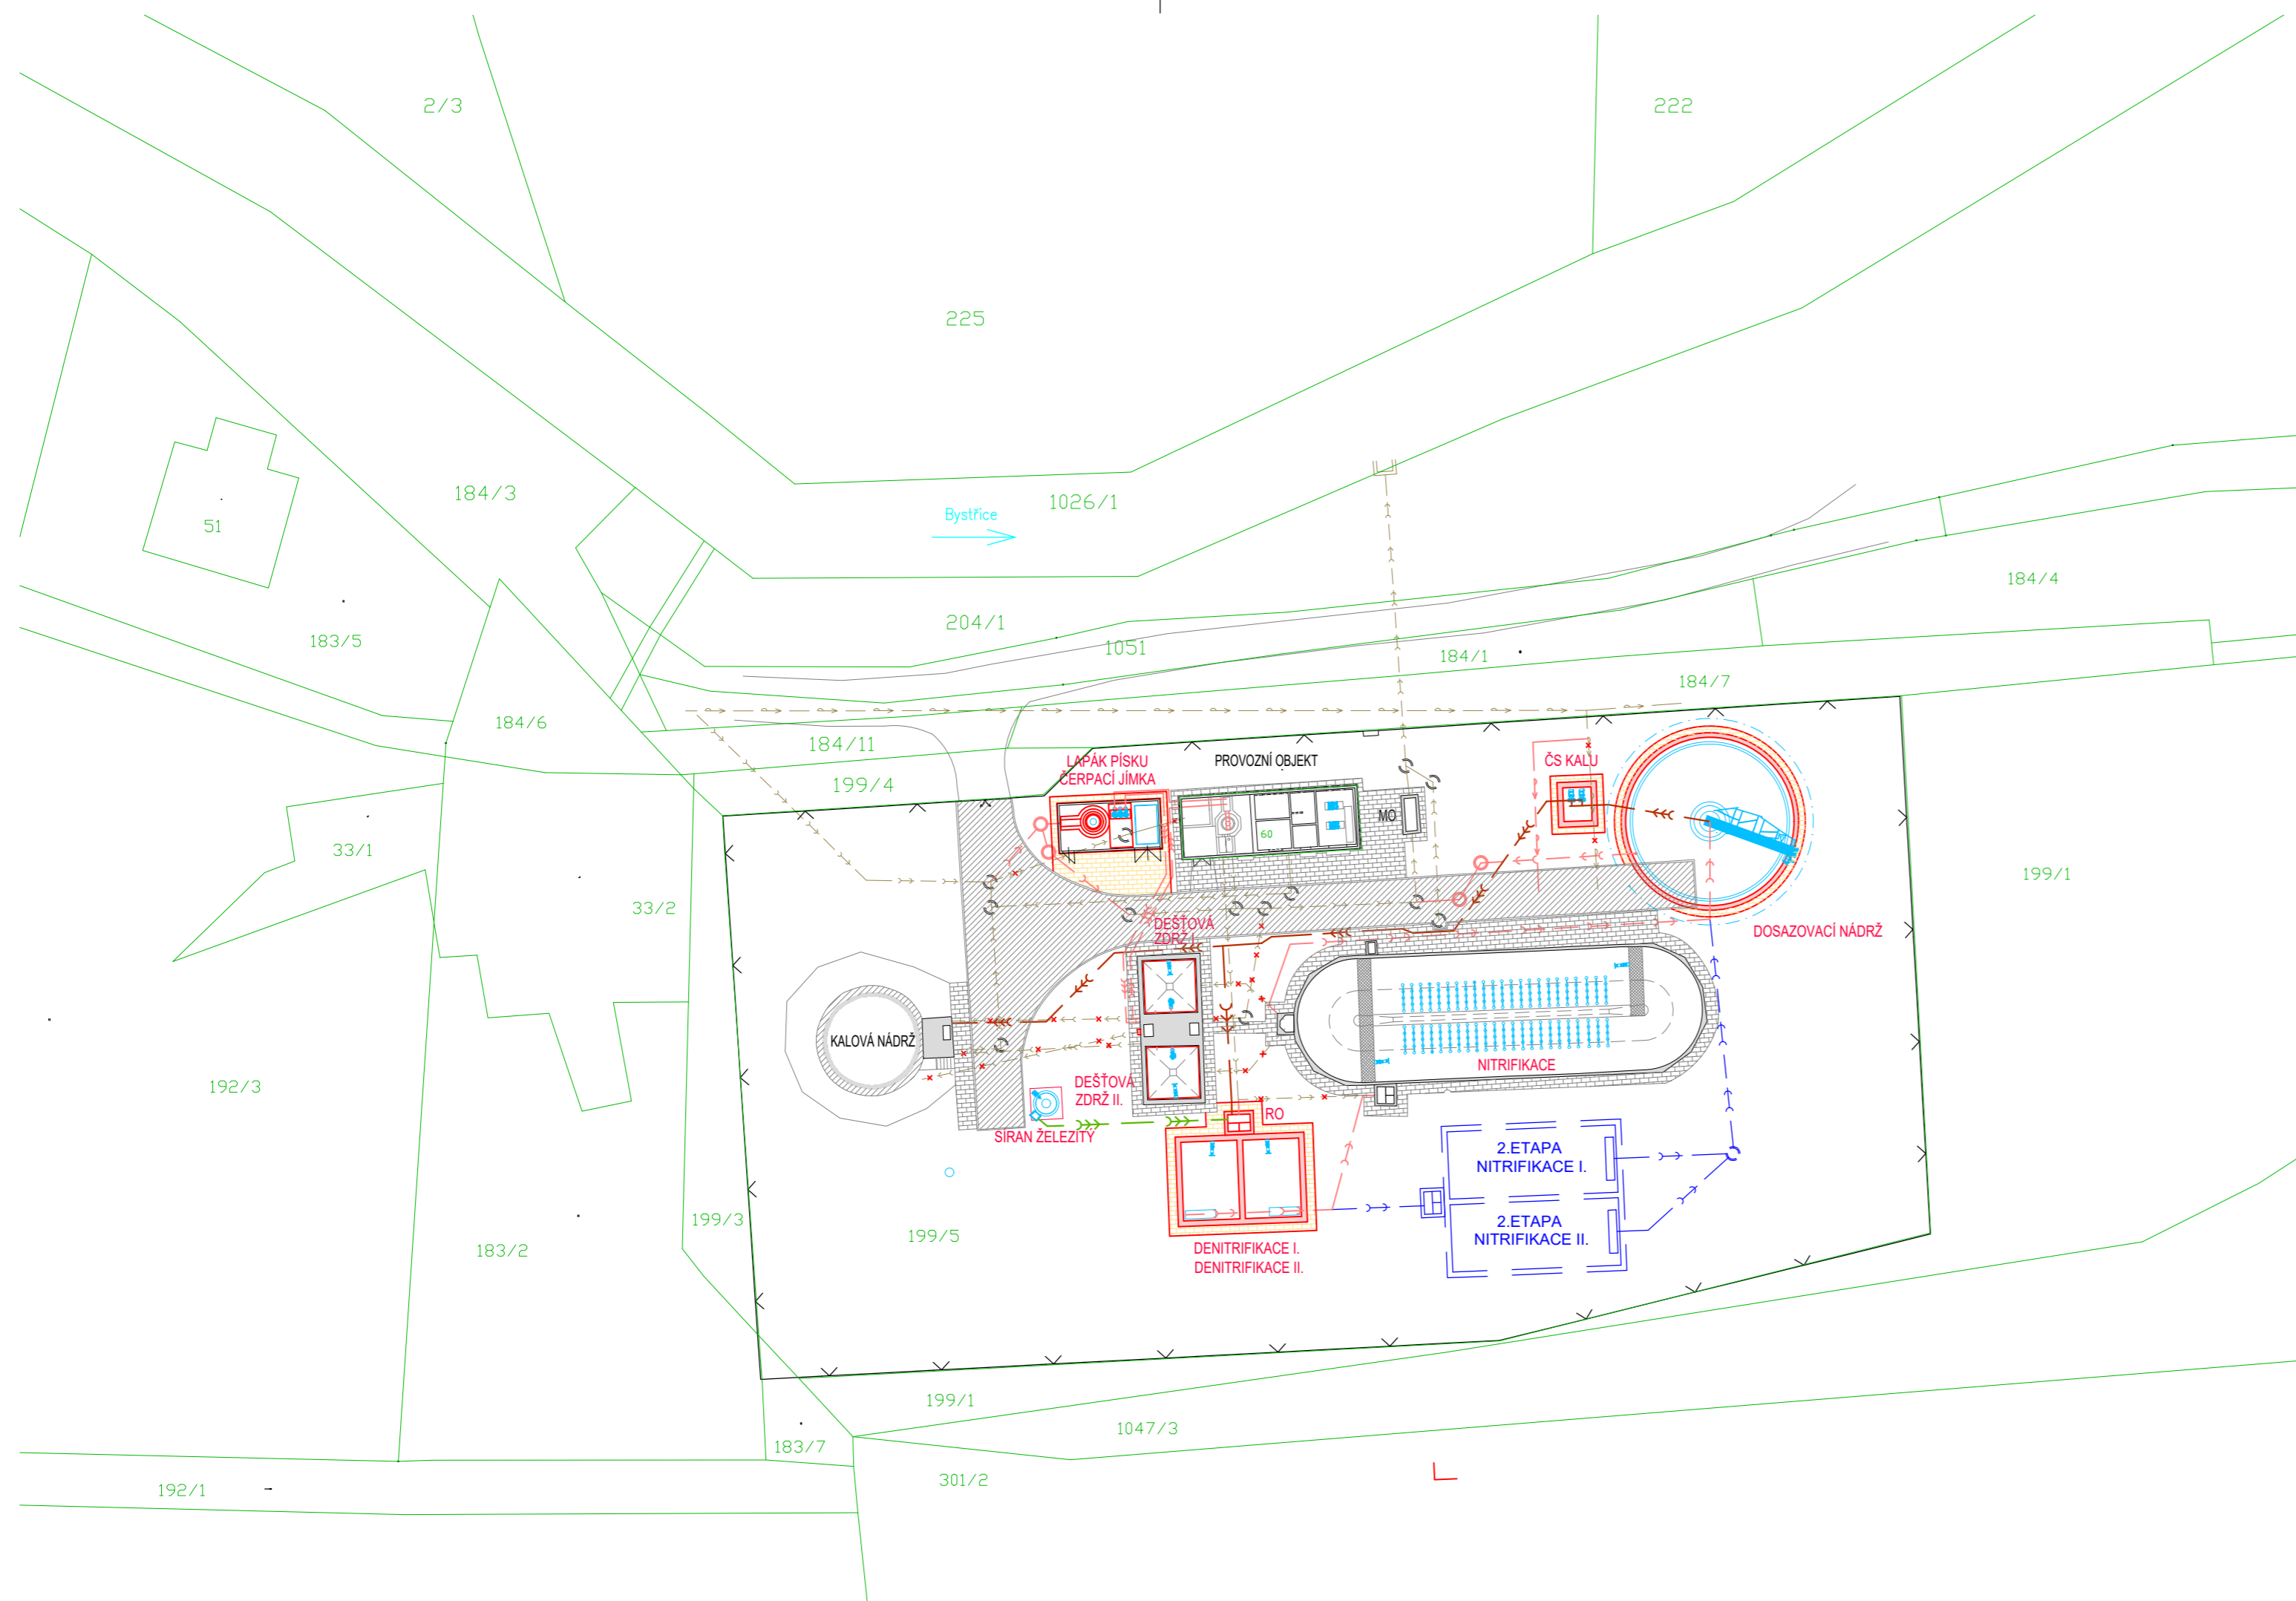 2/3
222
225
184/3
1026/1
51
Bystřice
184/4
204/1
183/5
1051
184/1
184/7
184/6
184/11
LAPÁK PÍSKU
ČERPACÍ JÍMKA
PROVOZNÍ OBJEKT
ČS KALU
199/4
MO
60
33/1
199/1
33/2
DEŠŤOVÁ
ZDRŽ I.
DOSAZOVACÍ NÁDRŽ
KALOVÁ NÁDRŽ
NITRIFIKACE
192/3
DEŠŤOVÁ
ZDRŽ II.
RO
SÍRAN ŽELEZITÝ
2.ETAPA
NITRIFIKACE I.
199/3
199/5
2.ETAPA
NITRIFIKACE II.
183/2
DENITRIFIKACE I.
DENITRIFIKACE II.
199/1
1047/3
183/7
301/2
192/1